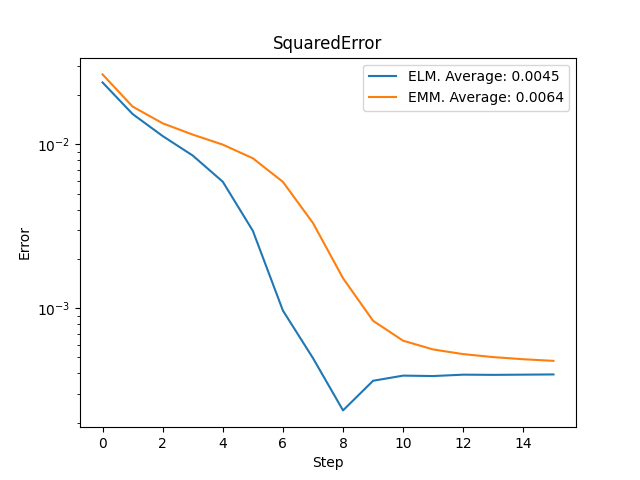 SquaredError
ELM. Average: 0.0045
EMM. Average: 0.0064
10⁻²
10⁻³
Error
0 2 4 6 8 10 12 14
Step